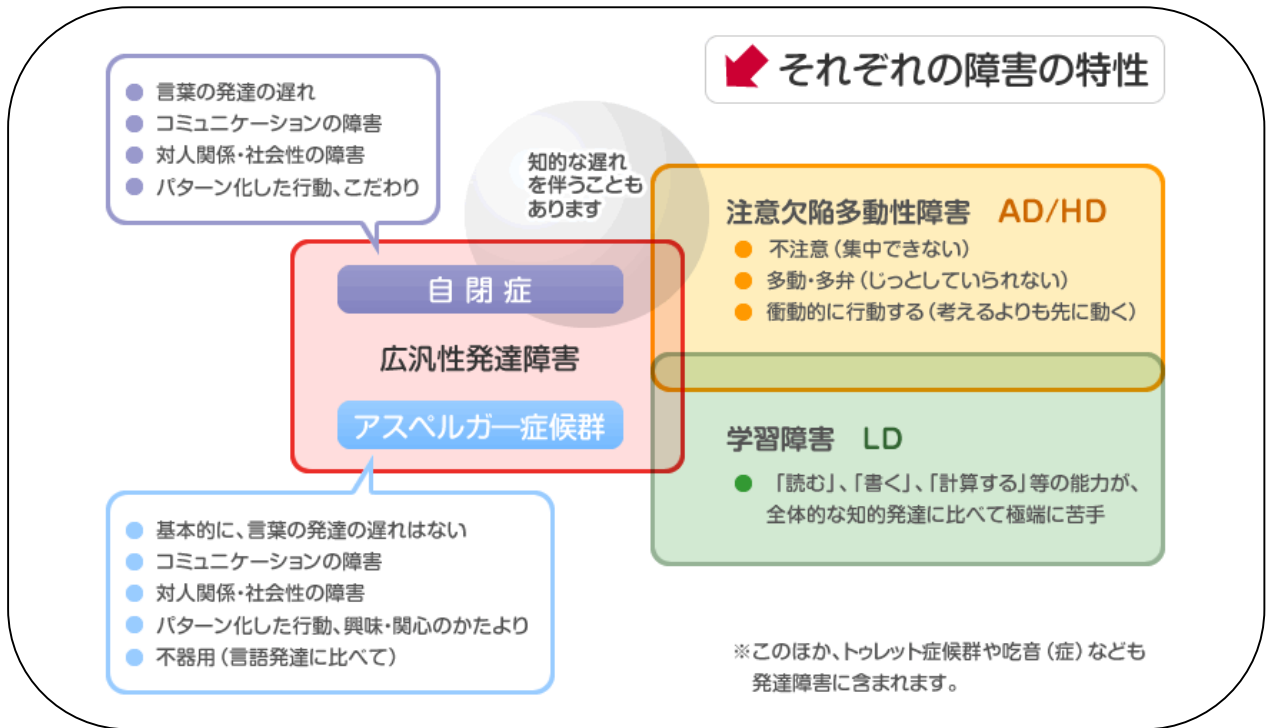 それぞれの障害の特性
● 言葉の発達の遅れ
● コミュニケーションの障害
● 対人関係・社会性の障害
● パターン化した行動、こだわり
知的な遅れ
を伴うことも
あります
自閉症
広汎性発達障害
アスペルガー症候群
● 基本的に、言葉の発達の遅れはない
● コミュニケーションの障害
● 対人関係・社会性の障害
● パターン化した行動、興味・関心のかたより
● 不器用(言語発達に比べて)
注意欠陥多動性障害 AD/HD
● 不注意(集中できない)
● 多動・多弁(じっとしていられない)
● 衝動的に行動する(考えるよりも先に動く)
学習障害 LD
● 「読む」、「書く」、「計算する」等の能力が、
全体的な知的発達に比べて極端に苦手
※このほか、トゥレット症候群や吃音(症)なども
発達障害に含まれます。